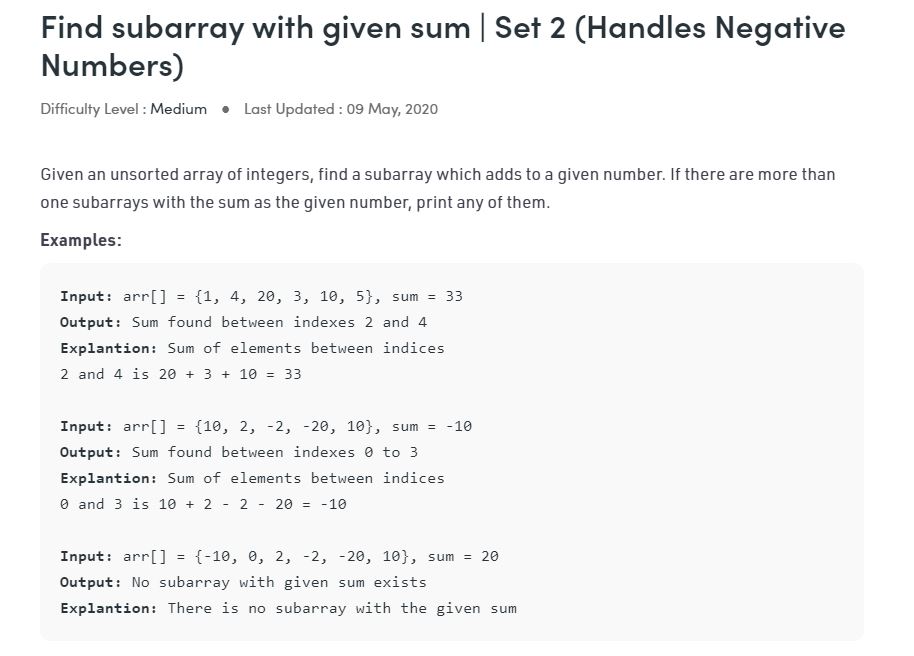 Find subarray with given sum | Set 2 (Handles Negative
Numbers)
Difficulty Level : Medium ● Last Updated : 09 May, 2020
Given an unsorted array of integers, find a subarray which adds to a given number. If there are more than
one subarrays with the sum as the given number, print any of them.
Examples:
Input: arr[] = {1, 4, 20, 3, 10, 5}, sum = 33
Output: Sum found between indexes 2 and 4
Explantion: Sum of elements between indices
2 and 4 is 20 + 3 + 10 = 33
Input: arr[] = {10, 2, -2, -20, 10}, sum = -10
Output: Sum found between indexes 0 to 3
Explantion: Sum of elements between indices
0 and 3 is 10 + 2 - 2 - 20 = -10
Input: arr[] = {-10, 0, 2, -2, -20, 10}, sum = 20
Output: No subarray with given sum exists
Explantion: There is no subarray with the given sum